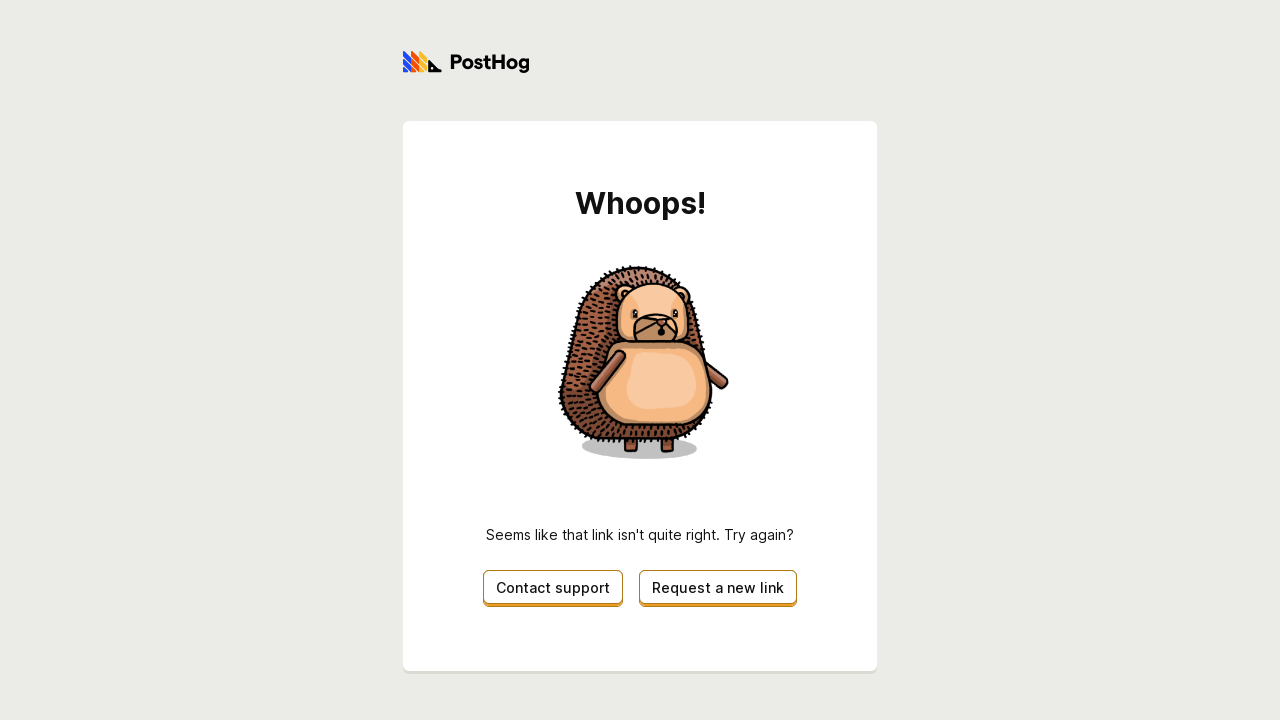 PostHog
Whoops!
Seems like that link isn't quite right. Try again?
Contact support
Request a new link